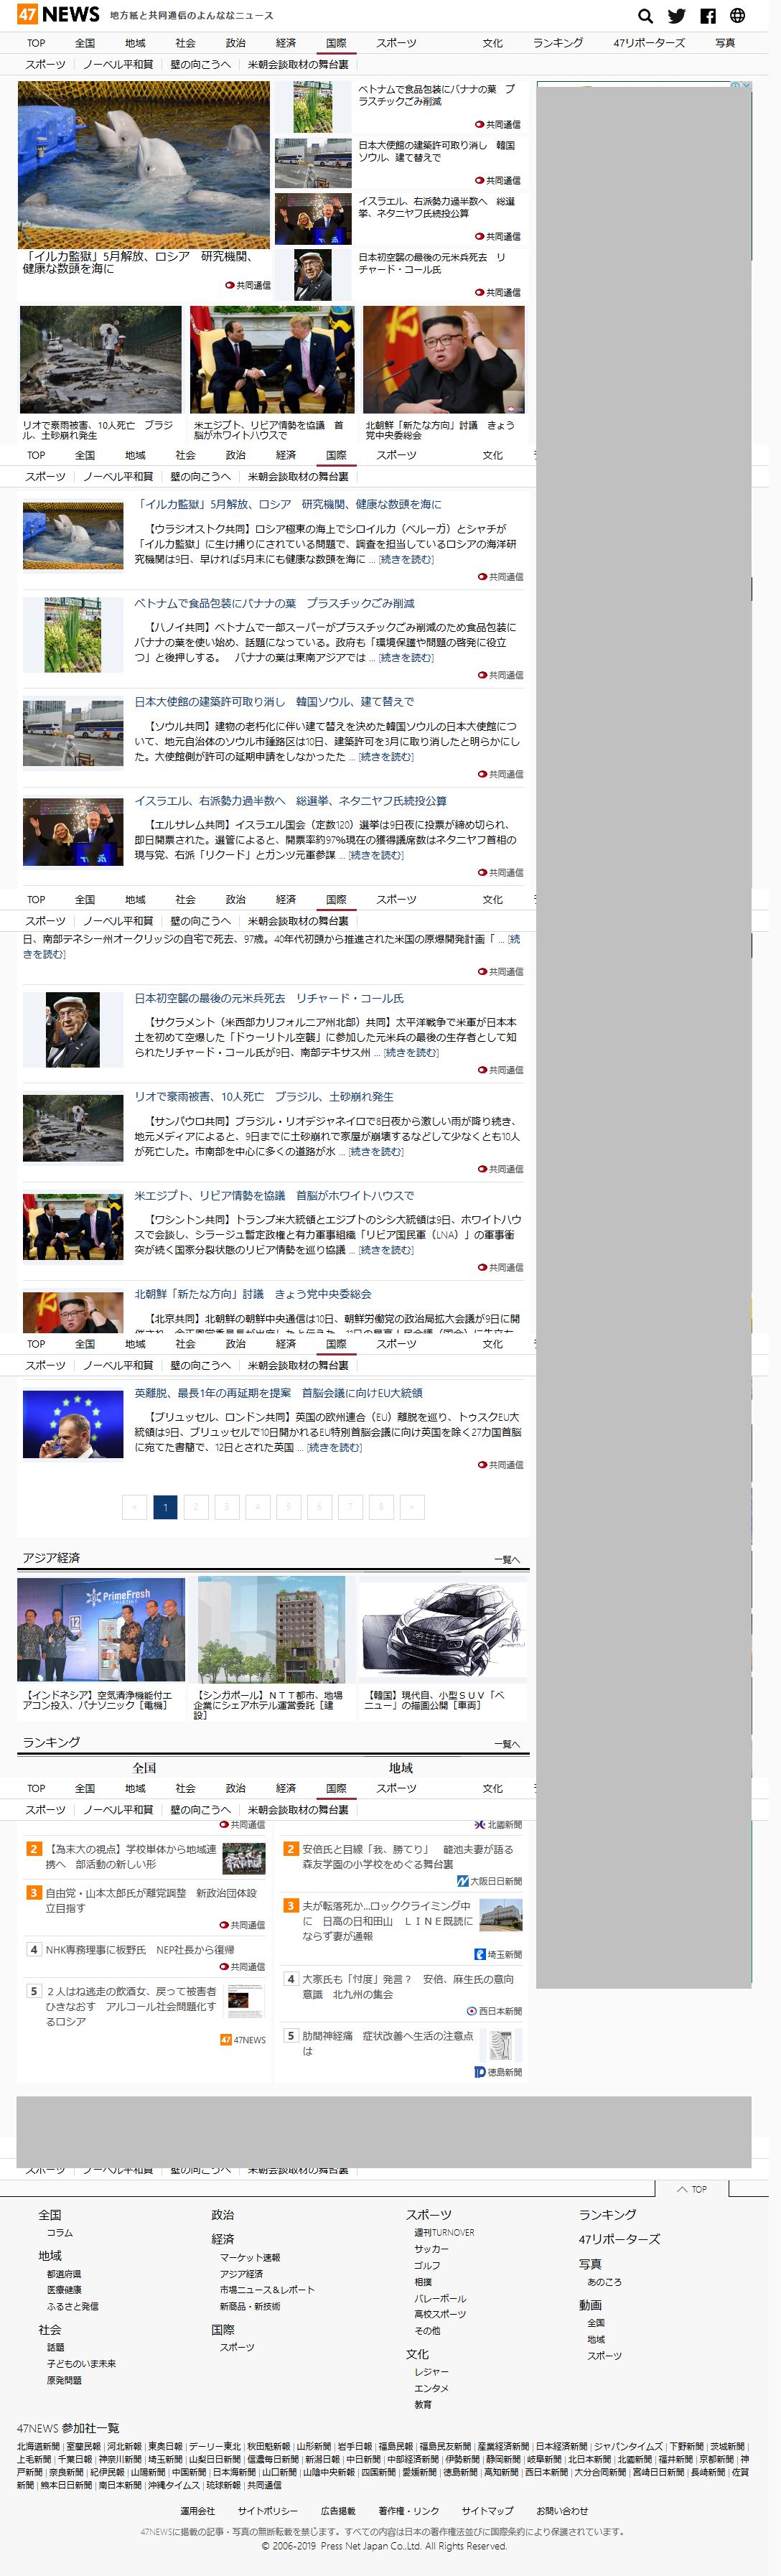 47 NEWS 地方紙と共同通信のよんななニュース
TOP 全国 地域 社会 政治 経済 国際 スポーツ 文化 ランキング 47リポーターズ 写真
スポーツ ノーベル平和賞 壁の向こうへ 米朝会談取材の舞台裏
「イルカ監獄」5月解放、ロシア　研究機関、
健康な数頭を海に
共同通信
ベトナムで食品包装にバナナの葉　プ
ラスチックごみ削減
共同通信
日本大使館の建築許可取り消し　韓国
ソウル、建て替えで
共同通信
イスラエル、右派勢力過半数へ　総選
挙、ネタニヤフ氏続投公算
共同通信
日本初空襲の最後の元米兵死去　リ
チャード・コール氏
共同通信
リオで豪雨被害、10人死亡　ブラジ
ル、土砂崩れ発生
米エジプト、リビア情勢を協議　首
脳がホワイトハウスで
北朝鮮「新たな方向」討議　きょう
党中央委総会
TOP 全国 地域 社会 政治 経済 国際 スポーツ 文化
スポーツ ノーベル平和賞 壁の向こうへ 米朝会談取材の舞台裏
「イルカ監獄」5月解放、ロシア　研究機関、健康な数頭を海に
【ウラジオストク共同】ロシア極東の海上でシロイルカ（ベルーガ）とシャチが
「イルカ監獄」に生け捕りにされている問題で、調査を担当しているロシアの海洋研
究機関は9日、早ければ5月末にも健康な数頭を海に ... [続きを読む]
共同通信
ベトナムで食品包装にバナナの葉　プラスチックごみ削減
【ハノイ共同】ベトナムで一部スーパーがプラスチックごみ削減のため食品包装に
バナナの葉を使い始め、話題になっている。政府も「環境保護や問題の啓発に役立
つ」と後押しする。　バナナの葉は東南アジアでは ... [続きを読む]
共同通信
日本大使館の建築許可取り消し　韓国ソウル、建て替えで
【ソウル共同】建物の老朽化に伴い建て替えを決めた韓国ソウルの日本大使館につ
いて、地元自治体のソウル市鍾路区は10日、建築許可を3月に取り消したと明らかにし
た。大使館側が許可の延期申請をしなかったた ... [続きを読む]
共同通信
イスラエル、右派勢力過半数へ　総選挙、ネタニヤフ氏続投公算
【エルサレム共同】イスラエル国会（定数120）選挙は9日夜に投票が締め切られ、
即日開票された。選管によると、開票率約97%現在の獲得議席数はネタニヤフ首相の
現与党、右派「リクード」とガンツ元軍参謀 ... [続きを読む]
共同通信
TOP 全国 地域 社会 政治 経済 国際 スポーツ 文化
スポーツ ノーベル平和賞 壁の向こうへ 米朝会談取材の舞台裏
日、南部テネシー州オークリッジの自宅で死去、97歳。40年代初頭から推進された米国の原爆開発計画「 ... [続
きを読む]
共同通信
日本初空襲の最後の元米兵死去　リチャード・コール氏
【サクラメント（米西部カリフォルニア州北部）共同】太平洋戦争で米軍が日本本
土を初めて空爆した「ドゥーリトル空襲」に参加した元米兵の最後の生存者として知
られたリチャード・コール氏が9日、南部テキサス州 ... [続きを読む]
共同通信
リオで豪雨被害、10人死亡　ブラジル、土砂崩れ発生
【サンパウロ共同】ブラジル・リオデジャネイロで8日夜から激しい雨が降り続き、
地元メディアによると、9日までに土砂崩れで家屋が崩壊するなどして少なくとも10人
が死亡した。市南部を中心に多くの道路が水 ... [続きを読む]
共同通信
米エジプト、リビア情勢を協議　首脳がホワイトハウスで
【ワシントン共同】トランプ米大統領とエジプトのシシ大統領は9日、ホワイトハウ
スで会談し、シラージュ暫定政権と有力軍事組織「リビア国民軍（LNA）」の軍事衝
突が続く国家分裂状態のリビア情勢を巡り協議 ... [続きを読む]
共同通信
北朝鮮「新たな方向」討議　きょう党中央委総会
【北京共同】北朝鮮の朝鮮中央通信は10日、朝鮮労働党の政治局拡大会議が9日に開
TOP 全国 地域 社会 政治 経済 国際 スポーツ 文化
スポーツ ノーベル平和賞 壁の向こうへ 米朝会談取材の舞台裏
英離脱、最長1年の再延期を提案　首脳会議に向けEU大統領
【ブリュッセル、ロンドン共同】英国の欧州連合（EU）離脱を巡り、トゥスクEU大
統領は9日、ブリュッセルで10日開かれるEU特別首脳会議に向け英国を除く27カ国首脳
に宛てた書簡で、12日とされた英国 ... [続きを読む]
共同通信
« 1 2 3 4 5 6 7 8 »
アジア経済 一覧へ
PrimeFresh
12
【インドネシア】空気清浄機能付エ
アコン投入、パナソニック［電機］
【シンガポール】ＮＴＴ都市、地場
企業にシェアホテル運営委託［建
設］
【韓国】現代自、小型ＳＵＶ「ベ
ニュー」の描画公開［車両］
ランキング 一覧へ
全国 地域
TOP 全国 地域 社会 政治 経済 国際 スポーツ 文化
スポーツ ノーベル平和賞 壁の向こうへ 米朝会談取材の舞台裏
共同通信
2 【為末大の視点】学校単体から地域連
携へ　部活動の新しい形
3 自由党・山本太郎氏が離党調整　新政治団体設
立目指す
共同通信
4 NHK専務理事に板野氏　NEP社長から復帰
共同通信
5 ２人はね逃走の飲酒女、戻って被害者
ひきなおす　アルコール社会問題化す
るロシア
47 47NEWS
北國新聞
2 安倍氏と目線「我、勝てり」　籠池夫妻が語る
森友学園の小学校をめぐる舞台裏
大阪日日新聞
3 夫が転落死か…ロッククライミング中
に　日高の日和田山　ＬＩＮＥ既読に
ならず妻が通報
埼玉新聞
4 大家氏も「忖度」発言？　安倍、麻生氏の意向
意識　北九州の集会
西日本新聞
5 肋間神経痛　症状改善へ生活の注意点
は
徳島新聞
スポーツ ノーベル平和賞 壁の向こうへ 米朝会談取材の舞台裏
TOP
全国
コラム
地域
都道府県
医療健康
ふるさと発信
社会
話題
子どものいま未来
原発問題
政治
経済
マーケット速報
アジア経済
市場ニュース＆レポート
新商品・新技術
国際
スポーツ
スポーツ
週刊TURNOVER
サッカー
ゴルフ
相撲
バレーボール
高校スポーツ
その他
文化
レジャー
エンタメ
教育
ランキング
47リポーターズ
写真
あのころ
動画
全国
地域
スポーツ
47NEWS 参加社一覧
北海道新聞 | 室蘭民報 | 河北新報 | 東奥日報 | デーリー東北 | 秋田魁新報 | 山形新聞 | 岩手日報 | 福島民報 | 福島民友新聞 | 産業経済新聞 | 日本経済新聞 | ジャパンタイムズ | 下野新聞 | 茨城新聞 |
上毛新聞 | 千葉日報 | 神奈川新聞 | 埼玉新聞 | 山梨日日新聞 | 信濃毎日新聞 | 新潟日報 | 中日新聞 | 中部経済新聞 | 伊勢新聞 | 静岡新聞 | 岐阜新聞 | 北日本新聞 | 北國新聞 | 福井新聞 | 京都新聞 | 神
戸新聞 | 奈良新聞 | 紀伊民報 | 山陽新聞 | 中国新聞 | 日本海新聞 | 山口新聞 | 山陰中央新報 | 四国新聞 | 愛媛新聞 | 徳島新聞 | 高知新聞 | 西日本新聞 | 大分合同新聞 | 宮崎日日新聞 | 長崎新聞 | 佐賀
新聞 | 熊本日日新聞 | 南日本新聞 | 沖縄タイムス | 琉球新報 | 共同通信
運用会社 サイトポリシー 広告掲載 著作権・リンク サイトマップ お問い合わせ
47NEWSに掲載の記事・写真の無断転載を禁じます。すべての内容は日本の著作権法並びに国際条約により保護されています。
© 2006-2019 Press Net Japan Co.,Ltd. All Rights Reserved.